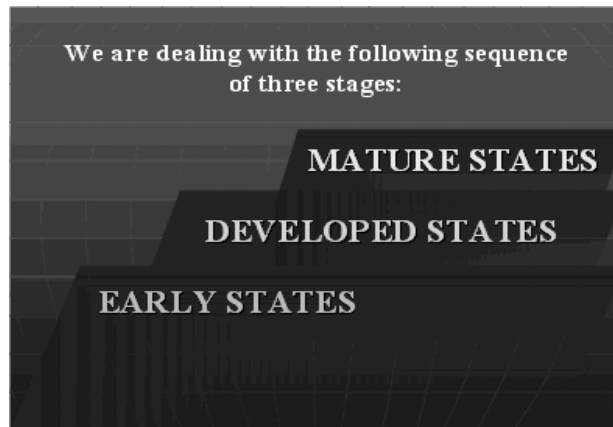 We are dealing with the following sequence
of three stages:
MATURE STATES
DEVELOPED STATES
EARLY STATES